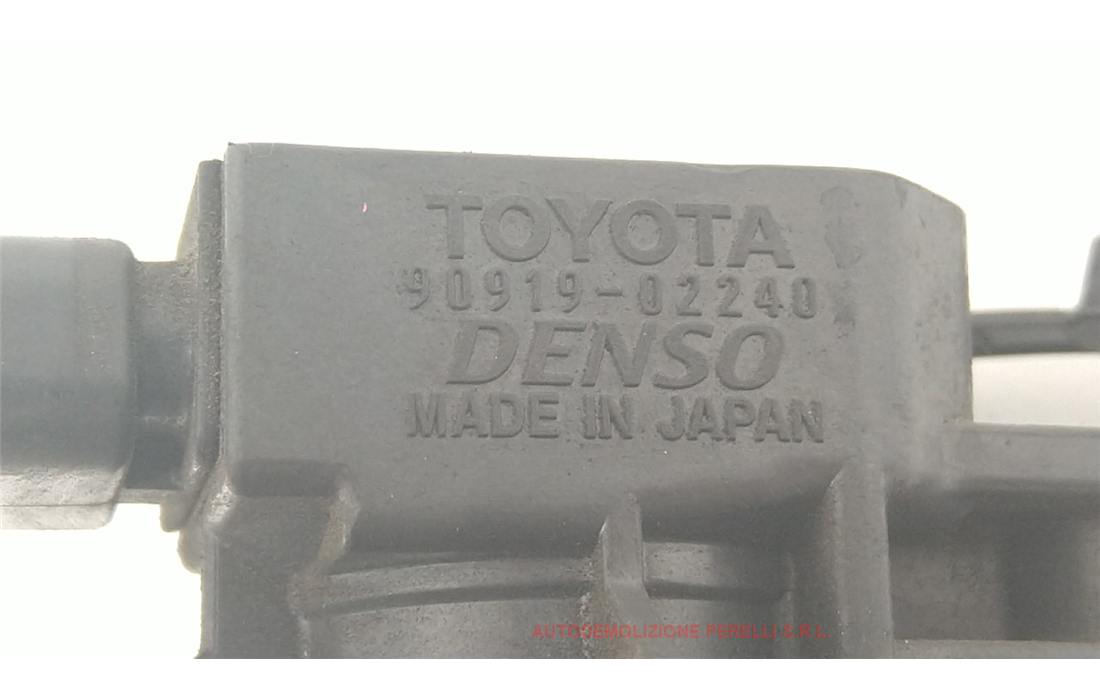 TOYOTA
90919-02240
DENSO
MADE IN JAPAN
AUTODEMOLIZIONE PERELLI S.R.L.